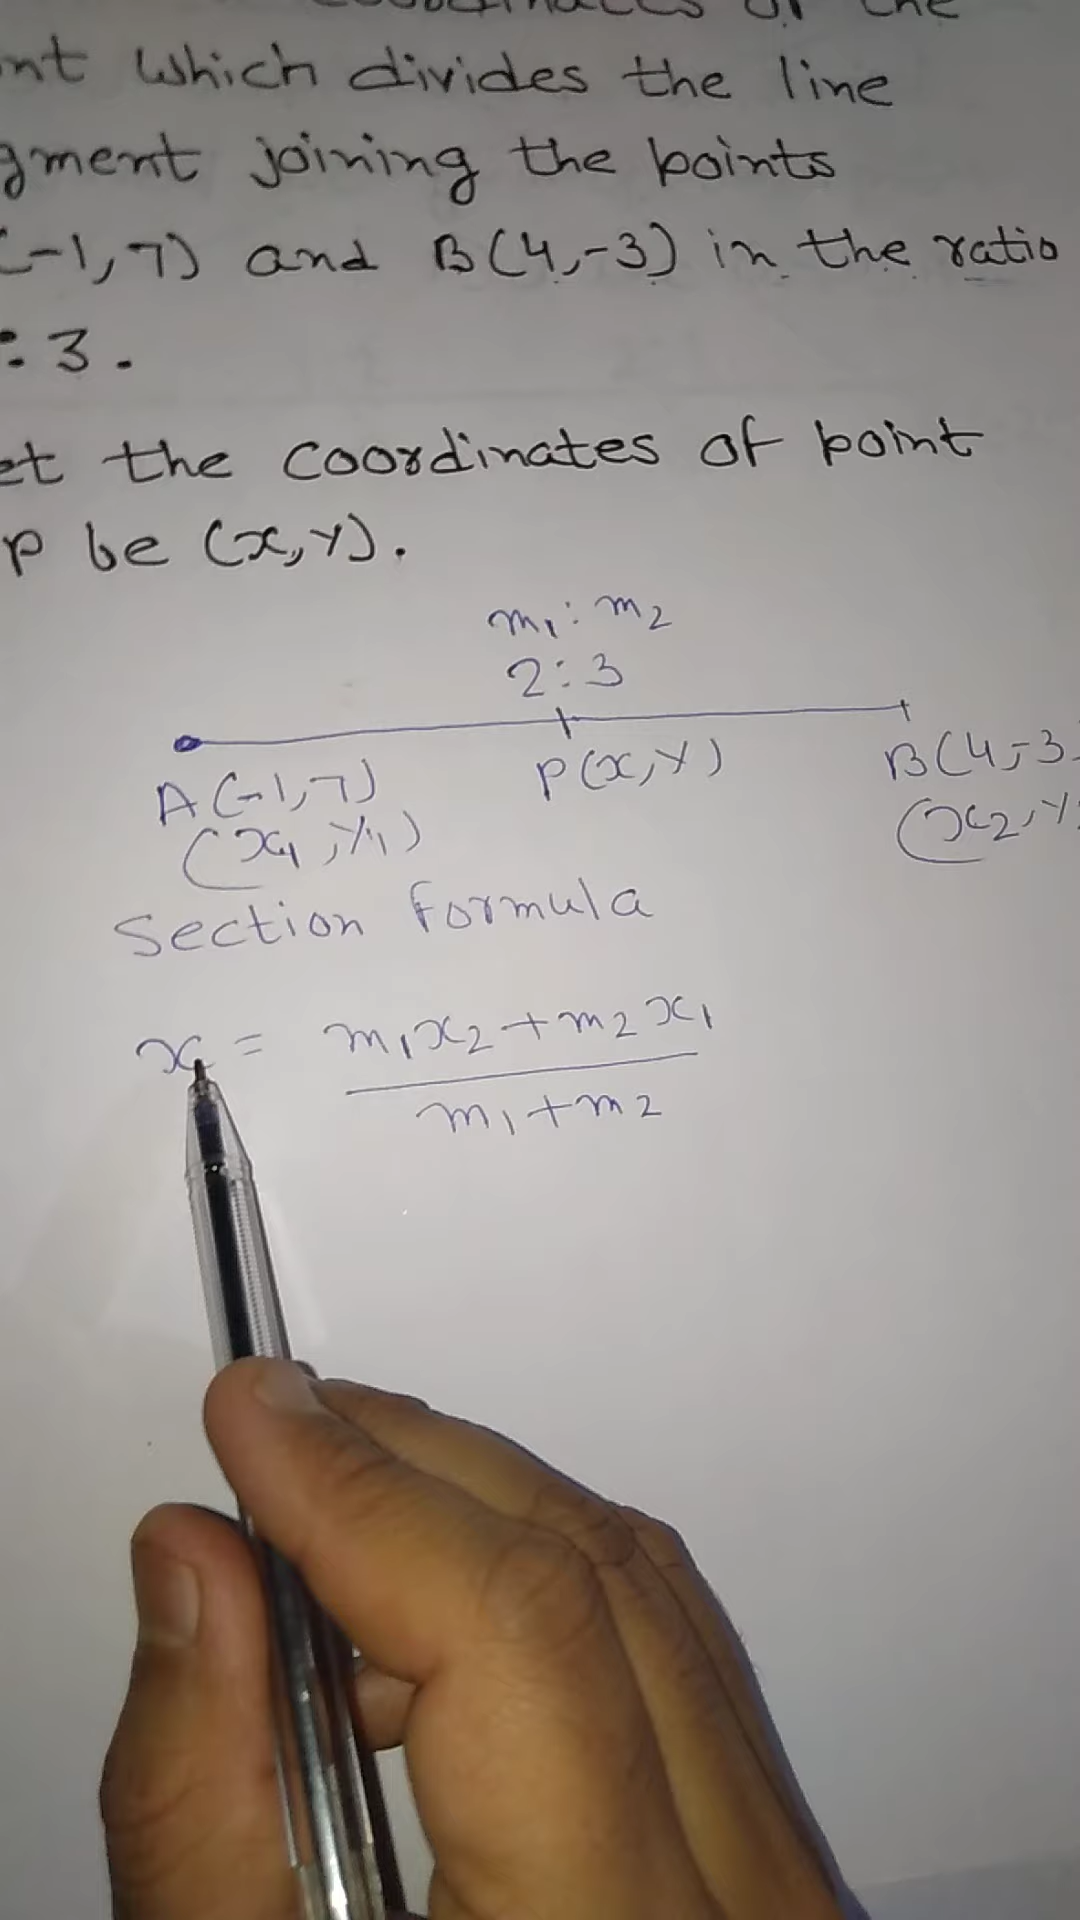 nt which divides the line
gment joining the points
(-1,7) and B(4,-3) in the ratio
:3.
et the coordinates of point
P be (x,y).
m₁:m₂
2:3
A(-1,7) P(x,y) B(4,-3
(x₁,y₁) (x₂,y
Section formula
x = m₁x₂+m₂x₁
m₁+m₂